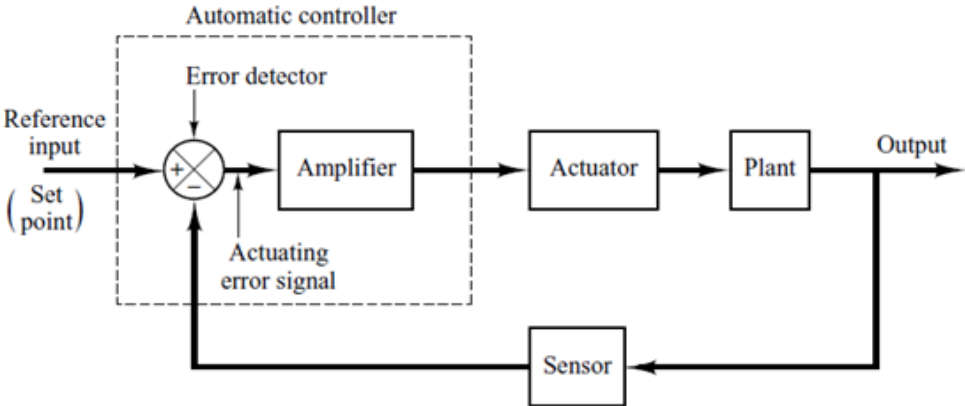 Automatic controller
Error detector
Reference
input
(Set
point)
+
−
Amplifier
Actuator
Plant
Output
Actuating
error signal
Sensor